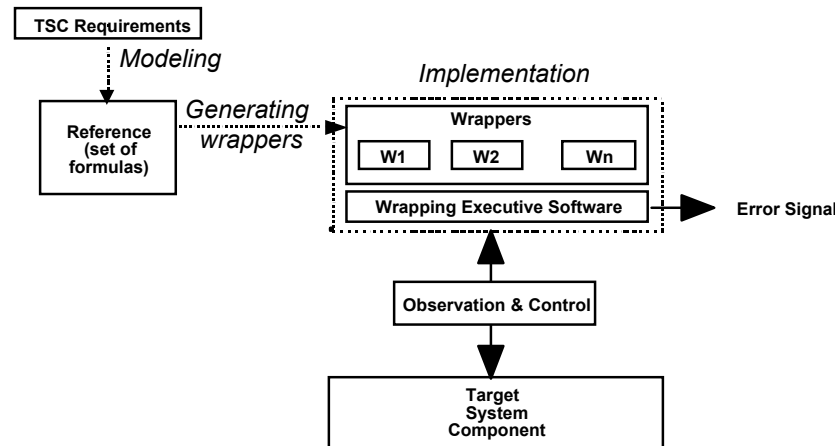 TSC Requirements
Modeling
Implementation
Reference
(set of
formulas)
Generating
wrappers
Wrappers
W1 W2 Wn
Wrapping Executive Software
Error Signal
Observation & Control
Target
System
Component